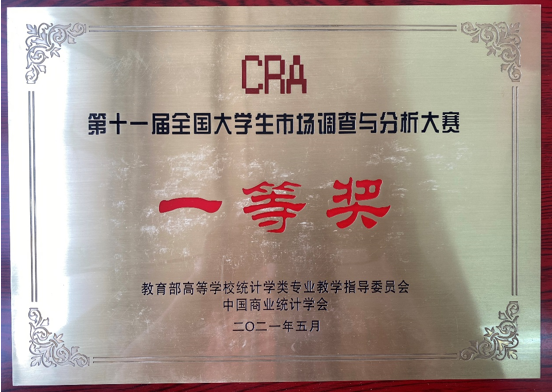 CRA
第十一届全国大学生市场调查与分析大赛
一等奖
教育部高等学校统计学类专业教学指导委员会
中国商业统计学会
二〇二一年五月